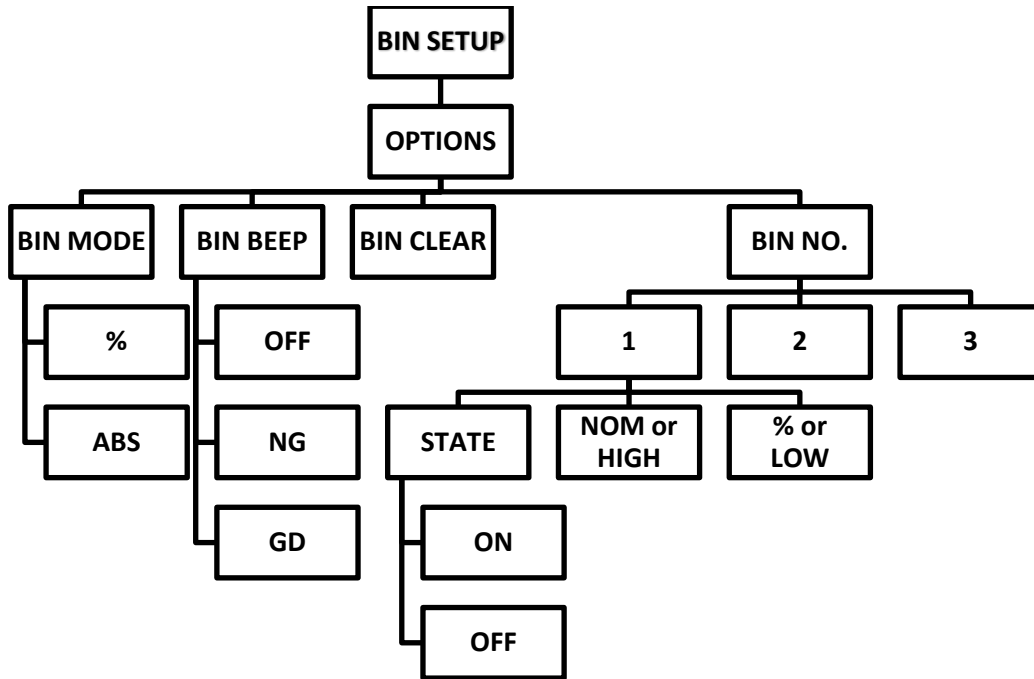 BIN SETUP
OPTIONS
BIN MODE
BIN BEEP
BIN CLEAR
BIN NO.
%
OFF
1
2
3
ABS
NG
STATE
NOM or
HIGH
% or
LOW
GD
ON
OFF